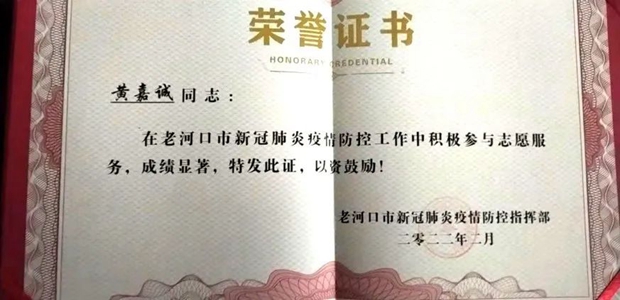 荣誉证书
HONORARY CREDENTIAL
黄嘉诚同志：
在老河口市新冠肺炎疫情防控工作中积极参与志愿服
务，成绩显著，特发此证，以资鼓励！
老河口市新冠肺炎疫情防控指挥部
二零二二年二月